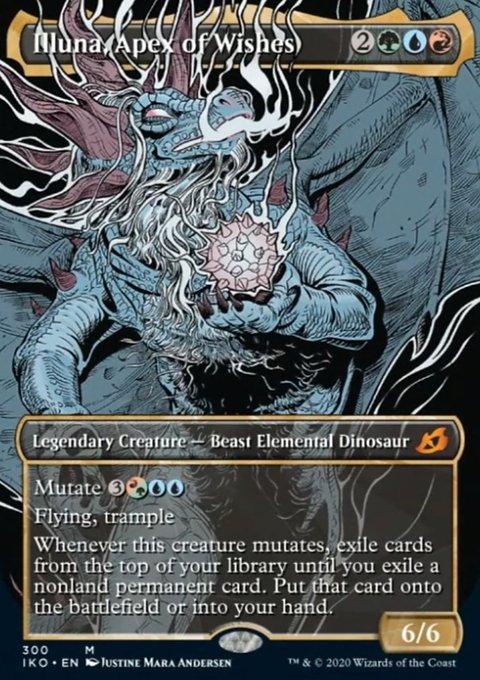 Illuna, Apex of Wishes 2
Legendary Creature — Beast Elemental Dinosaur
Mutate 3
Flying, trample
Whenever this creature mutates, exile cards
from the top of your library until you exile a
nonland permanent card. Put that card onto
the battlefield or into your hand.
6/6
300 M
IKO • EN Justine Mara Andersen
™ & © 2020 Wizards of the Coast